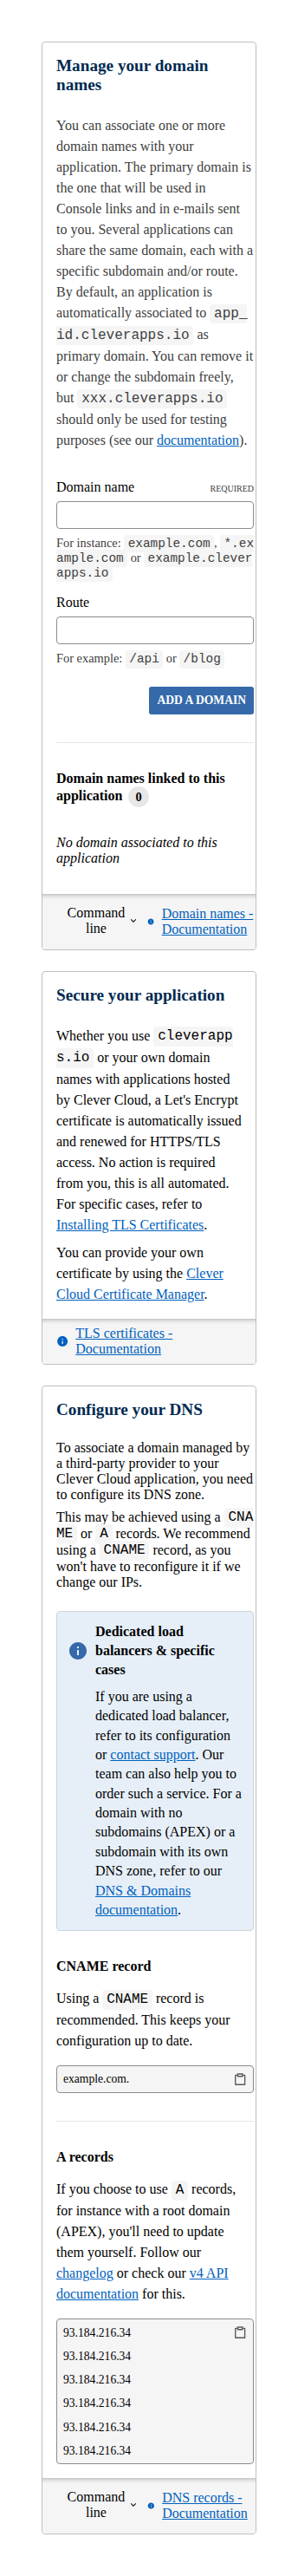 Manage your domain
names
You can associate one or more
domain names with your
application. The primary domain is
the one that will be used in
Console links and in e-mails sent
to you. Several applications can
share the same domain, each with a
specific subdomain and/or route.
By default, an application is
automatically associated to app_
id.cleverapps.io as
primary domain. You can remove it
or change the subdomain freely,
but xxx.cleverapps.io
should only be used for testing
purposes (see our documentation).
Domain name REQUIRED
For instance: example.com, *.ex
ample.com or example.clever
apps.io
Route
For example: /api or /blog
ADD A DOMAIN
Domain names linked to this
application 0
No domain associated to this
application
Command
line
Domain names -
Documentation
Secure your application
Whether you use cleverapp
s.io or your own domain
names with applications hosted
by Clever Cloud, a Let's Encrypt
certificate is automatically issued
and renewed for HTTPS/TLS
access. No action is required
from you, this is all automated.
For specific cases, refer to
Installing TLS Certificates.
You can provide your own
certificate by using the Clever
Cloud Certificate Manager.
TLS certificates -
Documentation
Configure your DNS
To associate a domain managed by
a third-party provider to your
Clever Cloud application, you need
to configure its DNS zone.
This may be achieved using a CNA
ME or A records. We recommend
using a CNAME record, as you
won't have to reconfigure it if we
change our IPs.
Dedicated load
balancers & specific
cases
If you are using a
dedicated load balancer,
refer to its configuration
or contact support. Our
team can also help you to
order such a service. For a
domain with no
subdomains (APEX) or a
subdomain with its own
DNS zone, refer to our
DNS & Domains
documentation.
CNAME record
Using a CNAME record is
recommended. This keeps your
configuration up to date.
example.com.
A records
If you choose to use A records,
for instance with a root domain
(APEX), you'll need to update
them yourself. Follow our
changelog or check our v4 API
documentation for this.
93.184.216.34
93.184.216.34
93.184.216.34
93.184.216.34
93.184.216.34
93.184.216.34
Command
line
DNS records -
Documentation